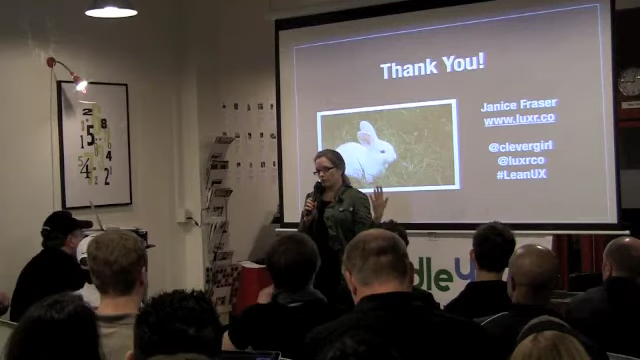 Thank You!
Janice Fraser
www.luxr.co
@clevergirl
@luxrco
#LeanUX